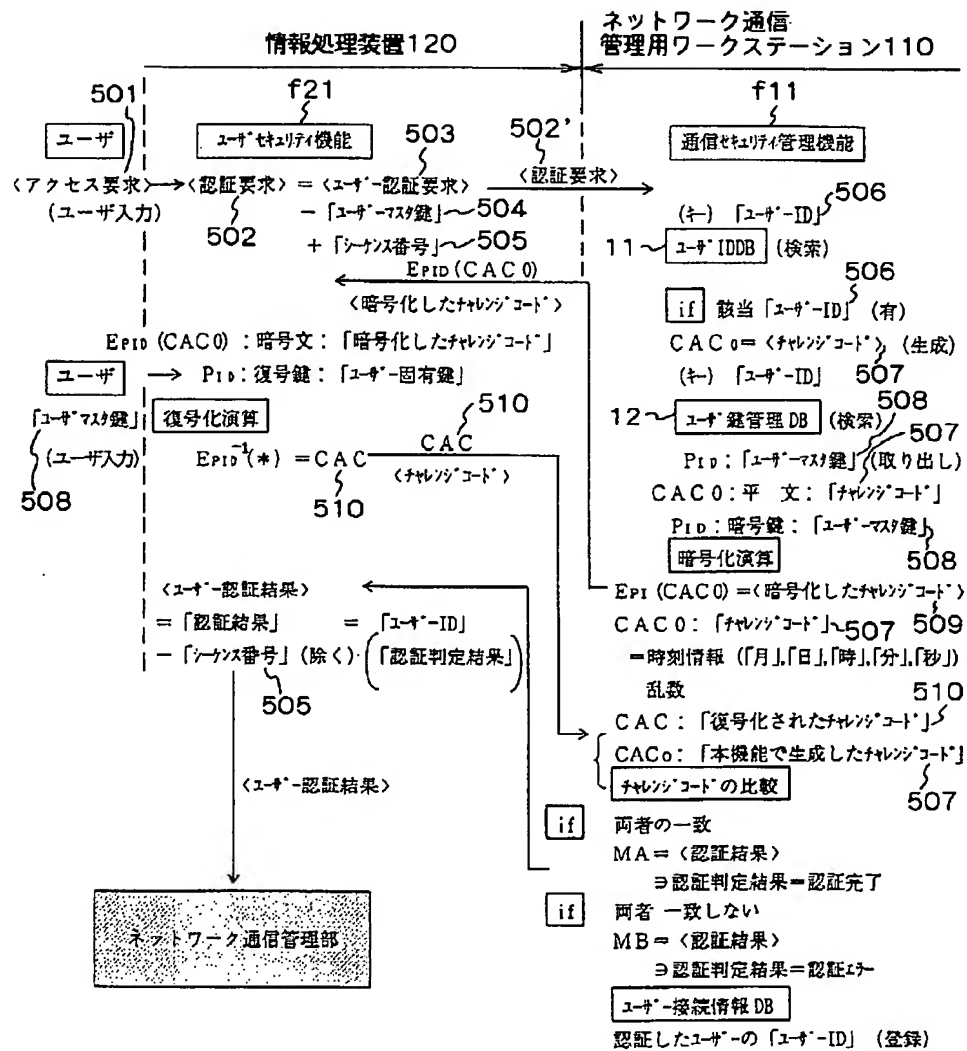 情報処理装置120
ネットワーク通信
管理用ワークステーション110
501
f21
503
502'
f11
ユーザ
ユーザセキュリティ機能
通信セキュリティ管理機能
<アクセス要求>
<認証要求> = <ユーザー認証要求>
<認証要求>
(ユーザ入力)
502
-「ユーザーマスタ鍵」504
+「シーケンス番号」505
(キー) 「ユーザーID」 506
11 ユーザIDDB (検索)
EPID(CAC0)
<暗号化したチャレンジコード>
506
if 該当「ユーザーID」(有)
CAC0=<チャレンジコード> (生成)
EPID(CAC0):暗号文:「暗号化したチャレンジコード」
(キー) 「ユーザーID」 507
ユーザ → PID:復号鍵:「ユーザー固有鍵」
12 ユーザ鍵管理DB (検索) 508
507
「ユーザマスタ鍵」 復号化演算
(ユーザ入力)
508
EPID⁻¹(*) = CAC
510
510
CAC
<チャレンジコード>
PID:「ユーザーマスタ鍵」(取り出し)
CAC0:平 文:「チャレンジコード」
PID:暗号鍵:「ユーザーマスタ鍵」
暗号化演算 508
EPI(CAC0)=<暗号化したチャレンジコード>
509
CAC0:「チャレンジコード」507
=時刻情報(「月」,「日」,「時」,「分」,「秒」)
乱数
510
<ユーザー認証結果>
=「認証結果」 =「ユーザーID」
-「シーケンス番号」(除く)・(「認証判定結果」)
505
CAC:「復号化されたチャレンジコード」
CAC0:「本機能で生成したチャレンジコード」
チャレンジコードの比較
507
<ユーザー認証結果>
if 両者の一致
MA=<認証結果>
∋認証判定結果=認証完了
if 両者 一致しない
MB=<認証結果>
∋認証判定結果=認証エラー
ネットワーク通信管理部
ユーザー接続情報DB
認証したユーザーの「ユーザーID」 (登録)